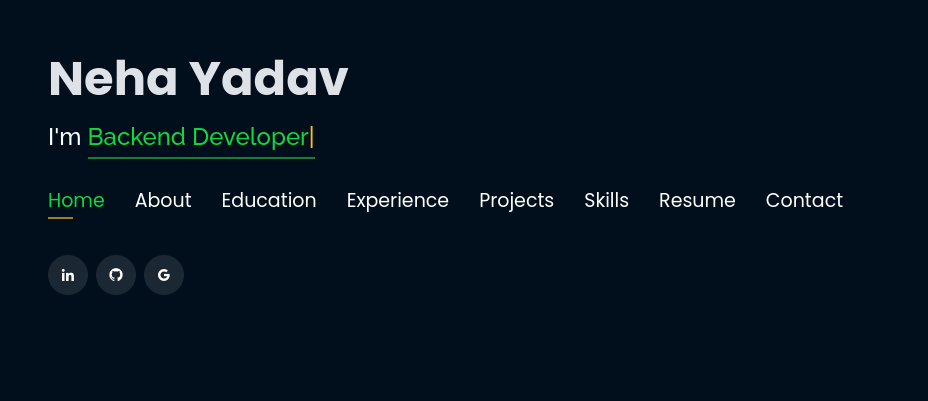 Neha Yadav
I'm Backend Developer|
Home About Education Experience Projects Skills Resume Contact
in G